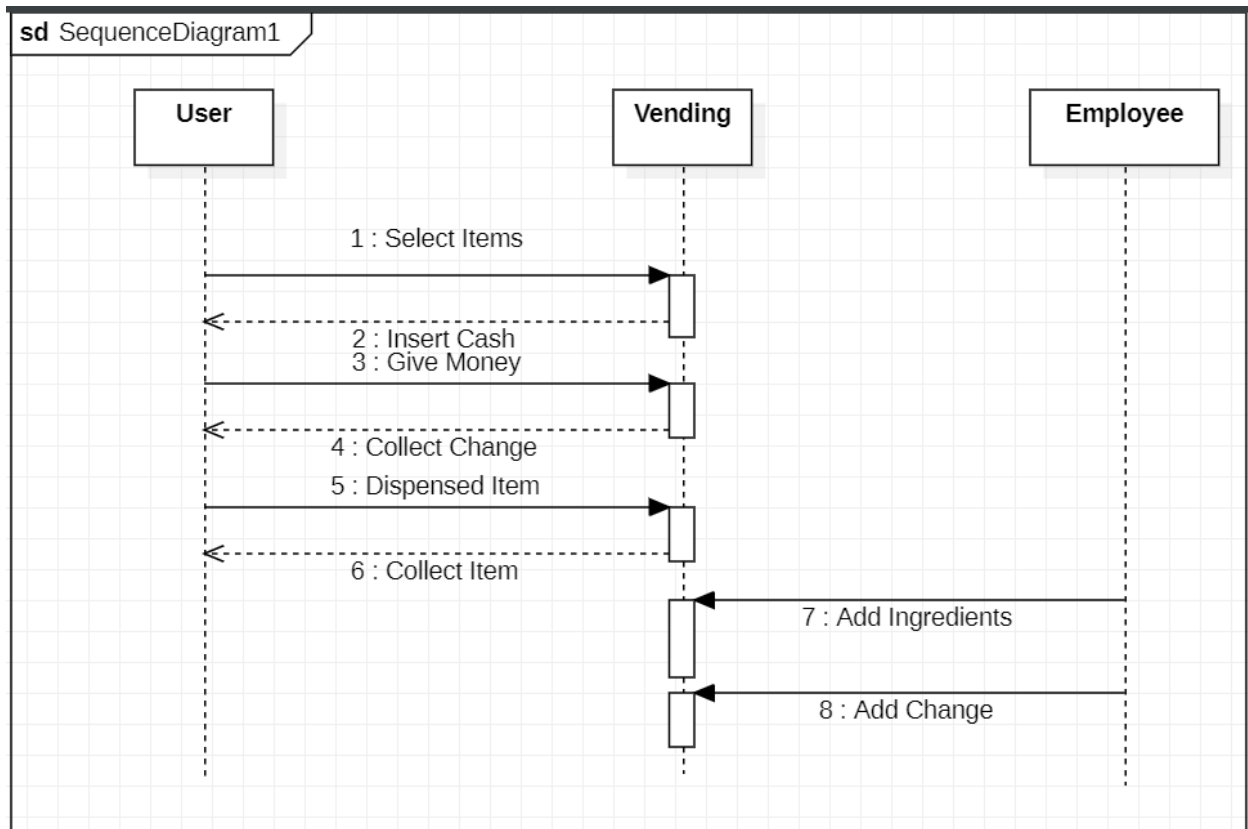 sd SequenceDiagram1
User
Vending
Employee
1 : Select Items
2 : Insert Cash
3 : Give Money
4 : Collect Change
5 : Dispensed Item
6 : Collect Item
7 : Add Ingredients
8 : Add Change